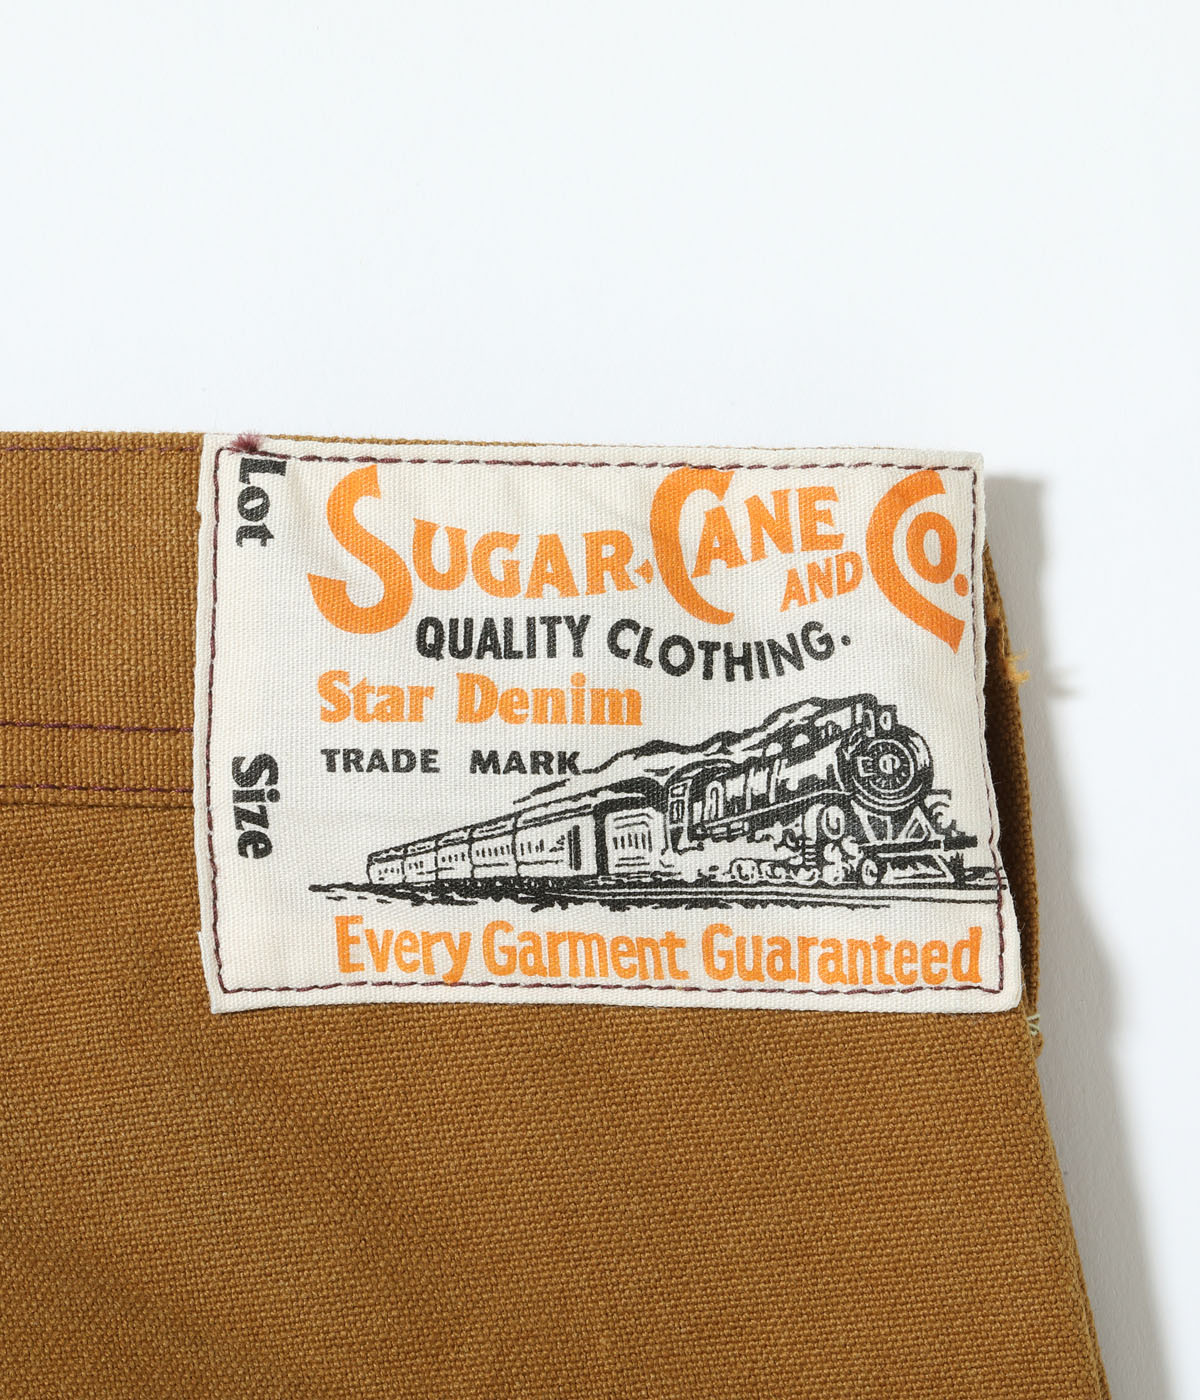 Lot
Size
SUGAR CANE AND CO.
QUALITY CLOTHING.
Star Denim
TRADE MARK
Every Garment Guaranteed